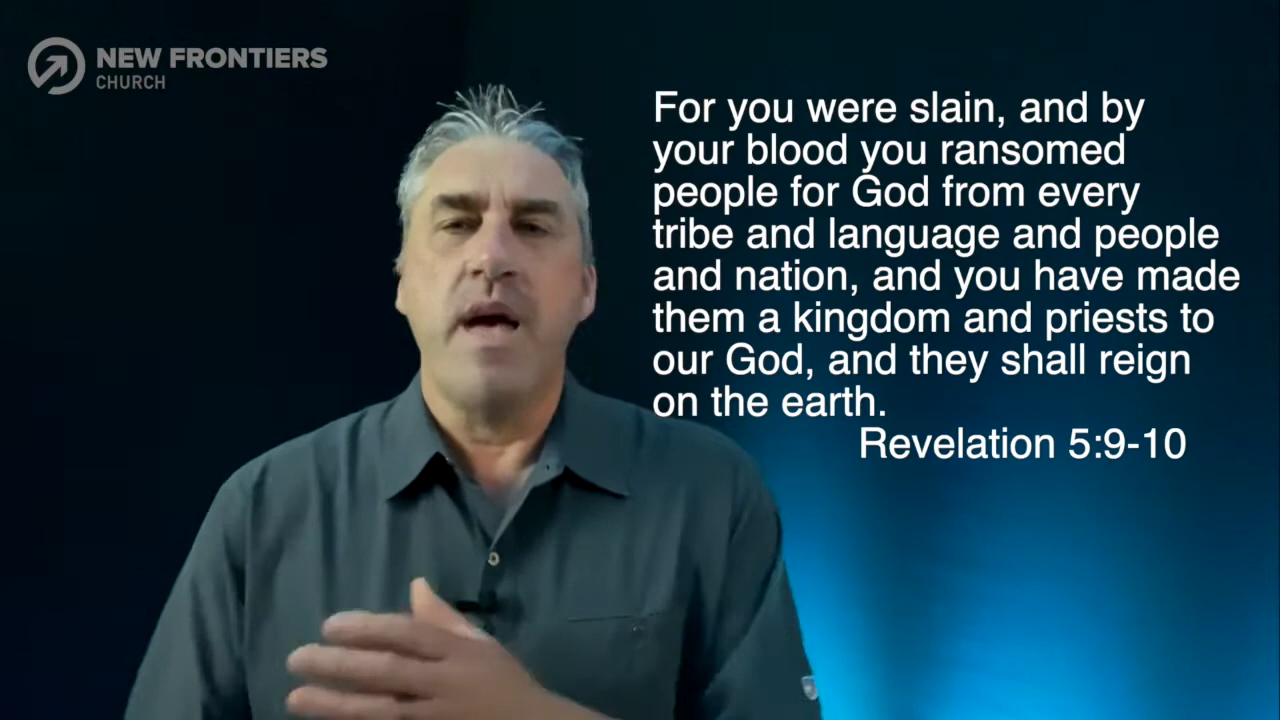 NEW FRONTIERS
CHURCH
For you were slain, and by
your blood you ransomed
people for God from every
tribe and language and people
and nation, and you have made
them a kingdom and priests to
our God, and they shall reign
on the earth.
Revelation 5:9-10